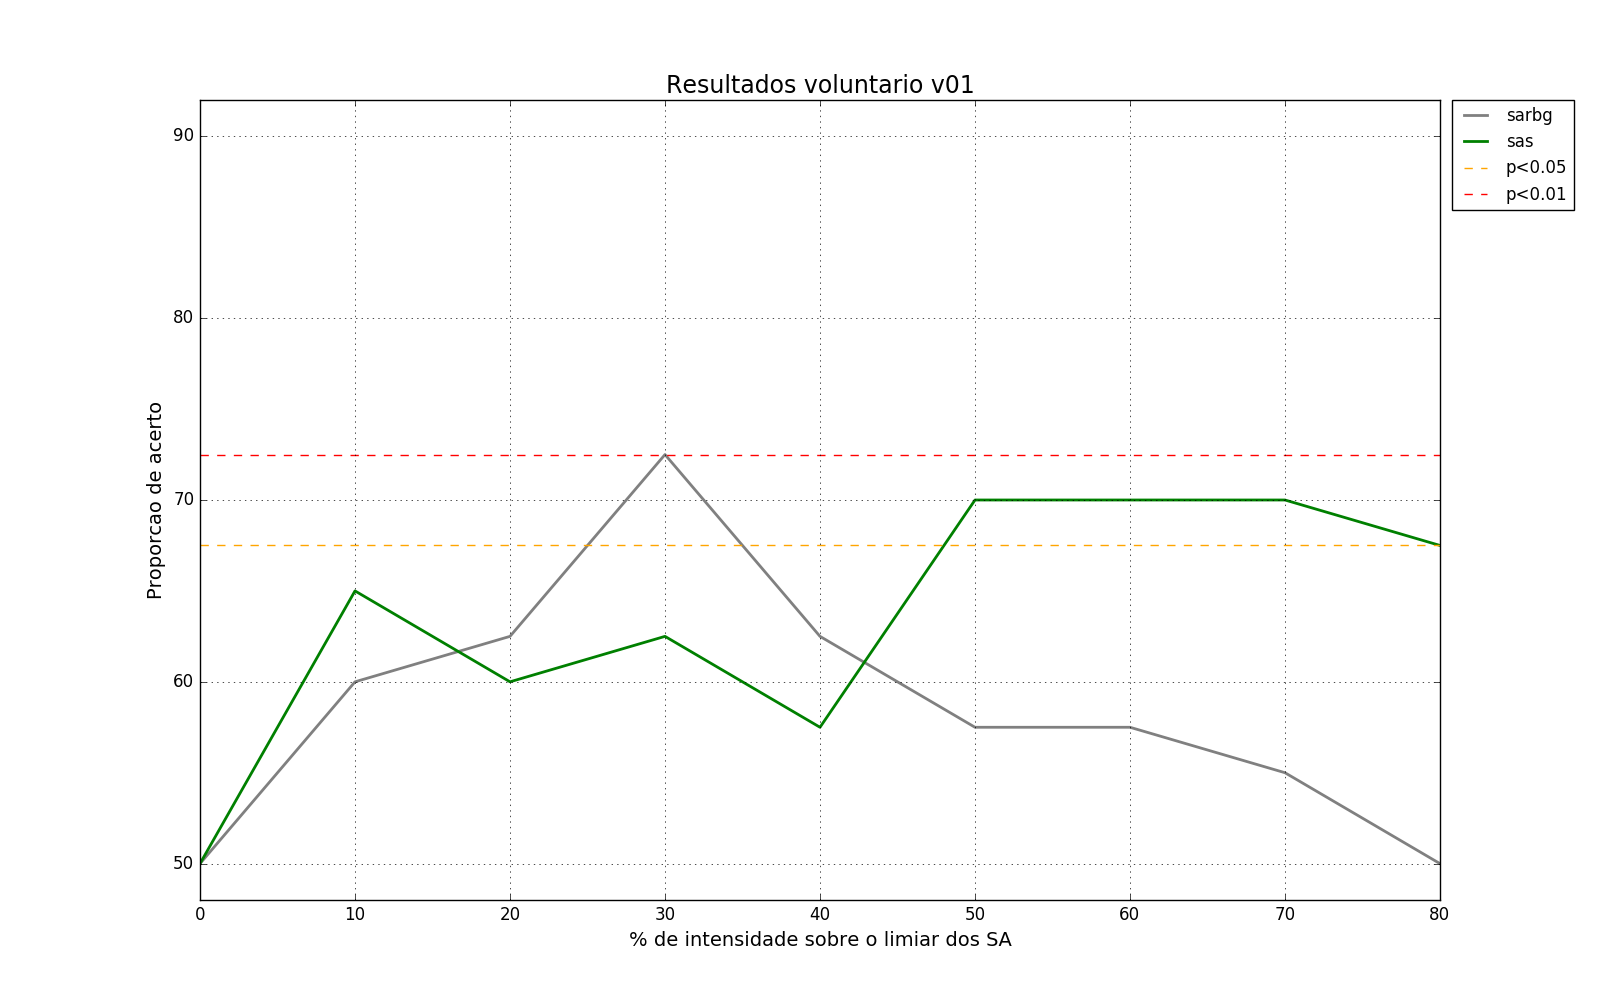 Resultados voluntario v01
sarbg
sas
p<0.05
p<0.01
90
80
70
60
50
Proporcao de acerto
0 10 20 30 40 50 60 70 80
% de intensidade sobre o limiar dos SA